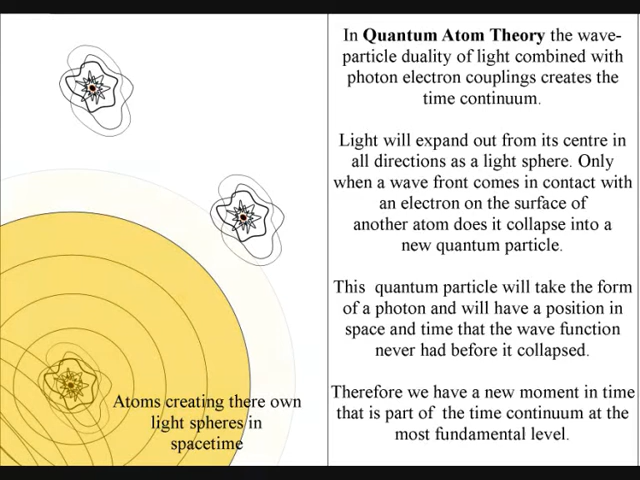 In Quantum Atom Theory the wave-
particle duality of light combined with
photon electron couplings creates the
time continuum.
Light will expand out from its centre in
all directions as a light sphere. Only
when a wave front comes in contact with
an electron on the surface of
another atom does it collapse into a
new quantum particle.
This quantum particle will take the form
of a photon and will have a position in
space and time that the wave function
never had before it collapsed.
Therefore we have a new moment in time
that is part of the time continuum at the
most fundamental level.
Atoms creating there own
light spheres in
spacetime